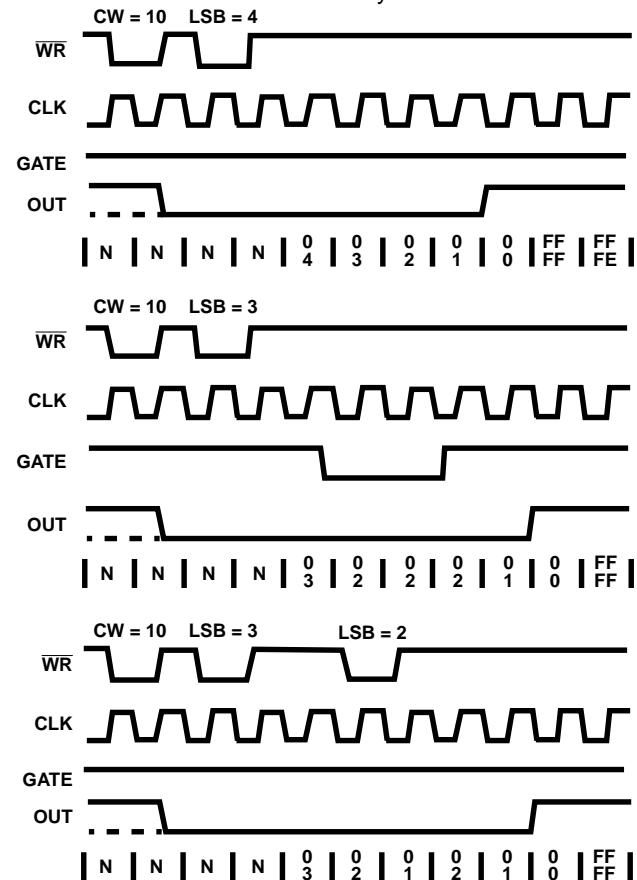 CW = 10 LSB = 4
WR
CLK
GATE
OUT
N N N N 0 0 0 0 0 FF FF
4 3 2 1 0 FF FE
CW = 10 LSB = 3
WR
CLK
GATE
OUT
N N N N 0 0 0 0 0 0 FF
3 2 2 2 1 0 FF
CW = 10 LSB = 3 LSB = 2
WR
CLK
GATE
OUT
N N N N 0 0 0 0 0 0 FF
3 2 1 2 1 0 FF